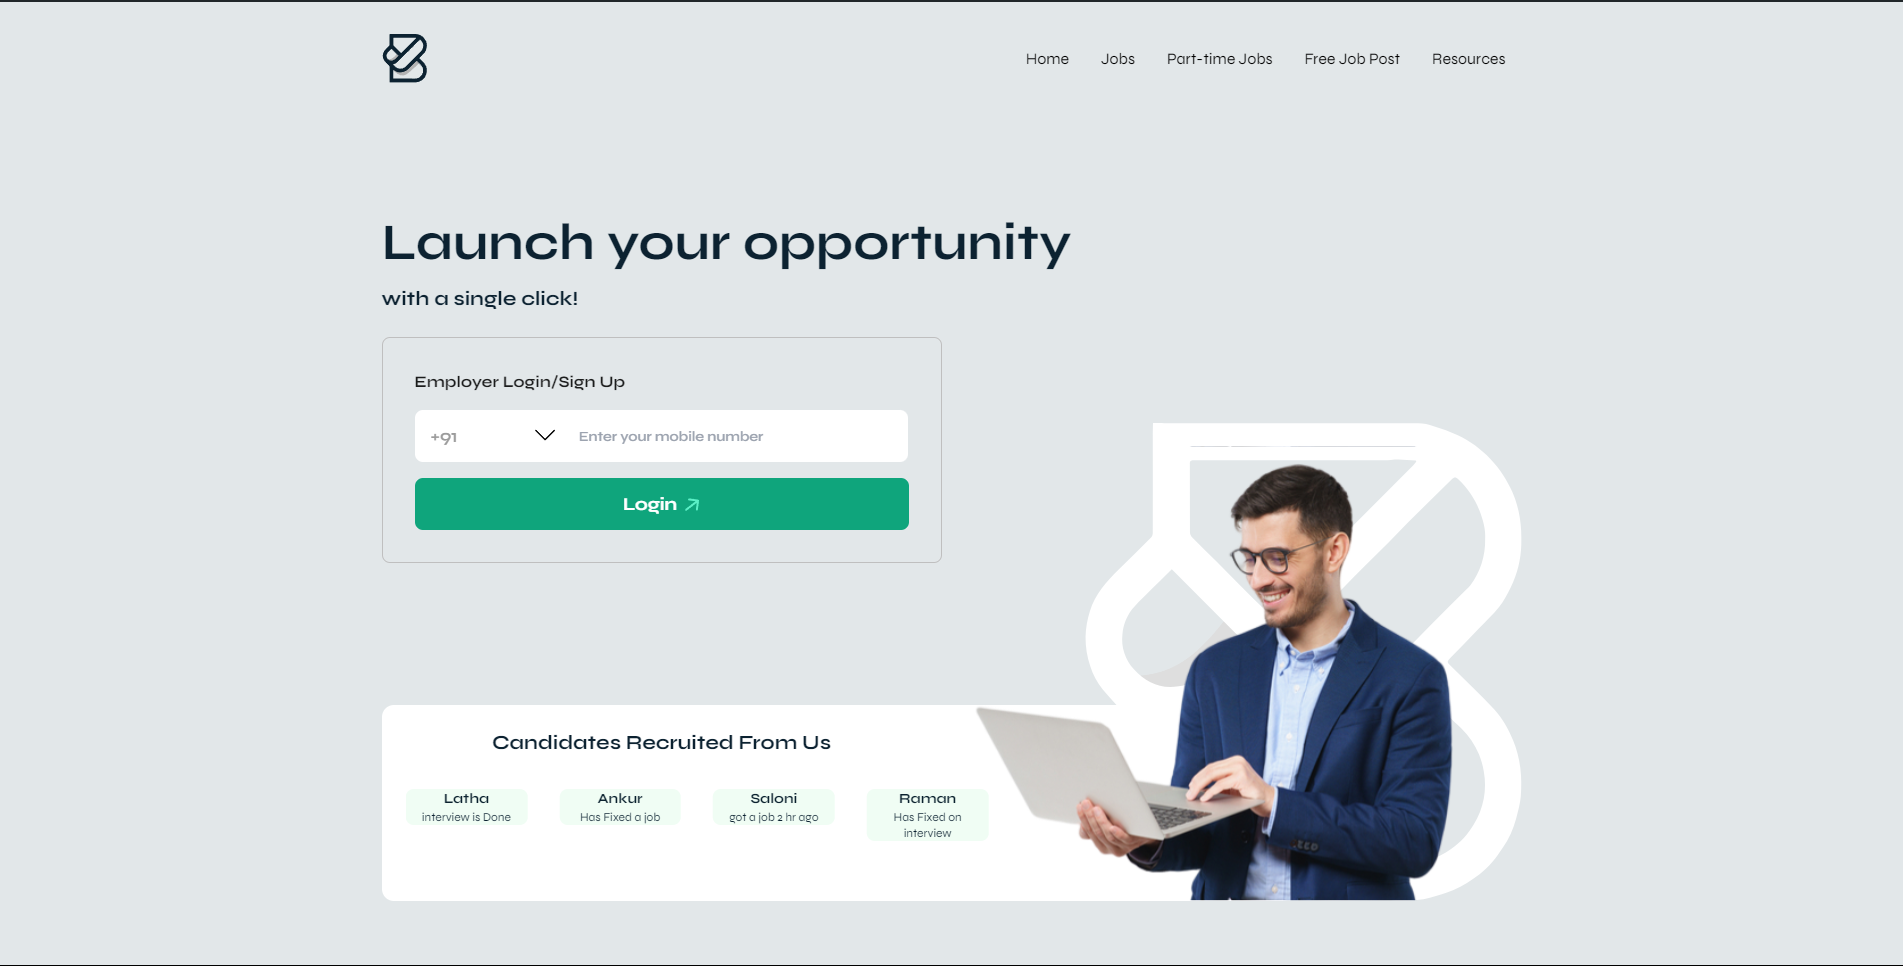 Home
Jobs
Part-time Jobs
Free Job Post
Resources
Launch your opportunity
with a single click!
Employer Login/Sign Up
+91
Enter your mobile number
Login
Candidates Recruited From Us
Latha
interview is Done
Ankur
Has Fixed a job
Saloni
got a job 2 hr ago
Raman
Has Fixed on
interview